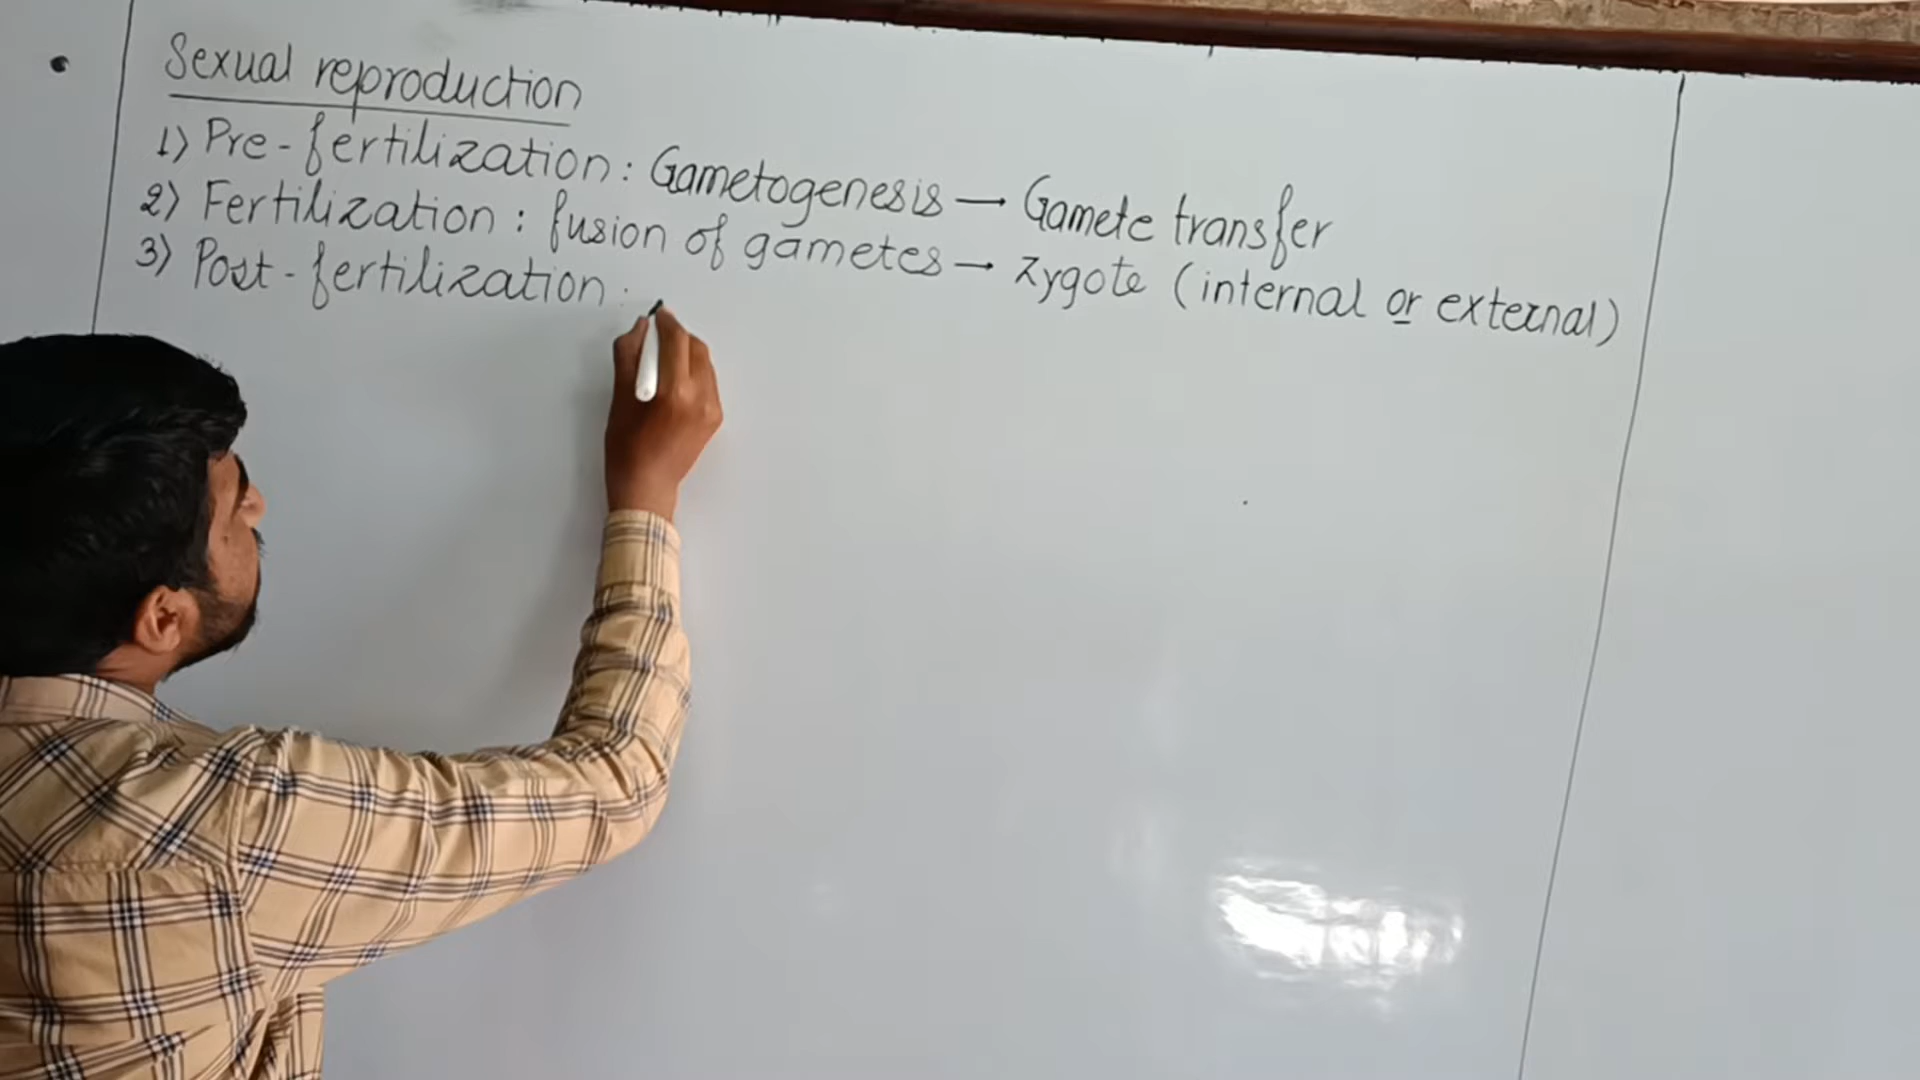 Sexual reproduction
1) Pre-fertilization: Gametogenesis → Gamete transfer
2) Fertilization: fusion of gametes → zygote (internal or external)
3) Post-fertilization: